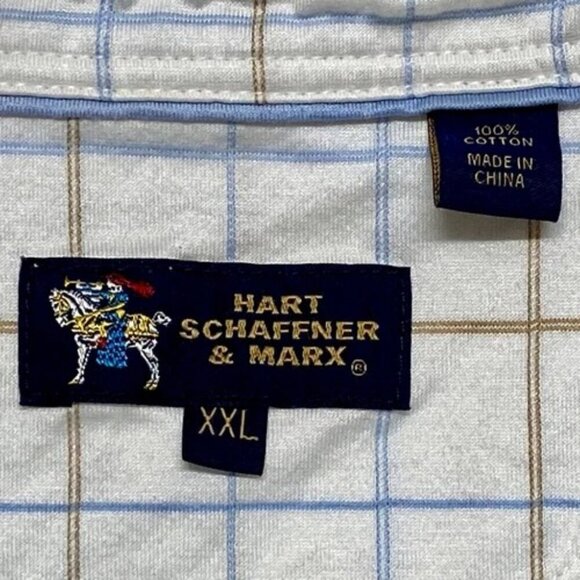 100%
COTTON
MADE IN
CHINA
HART
SCHAFFNER
& MARX®
XXL